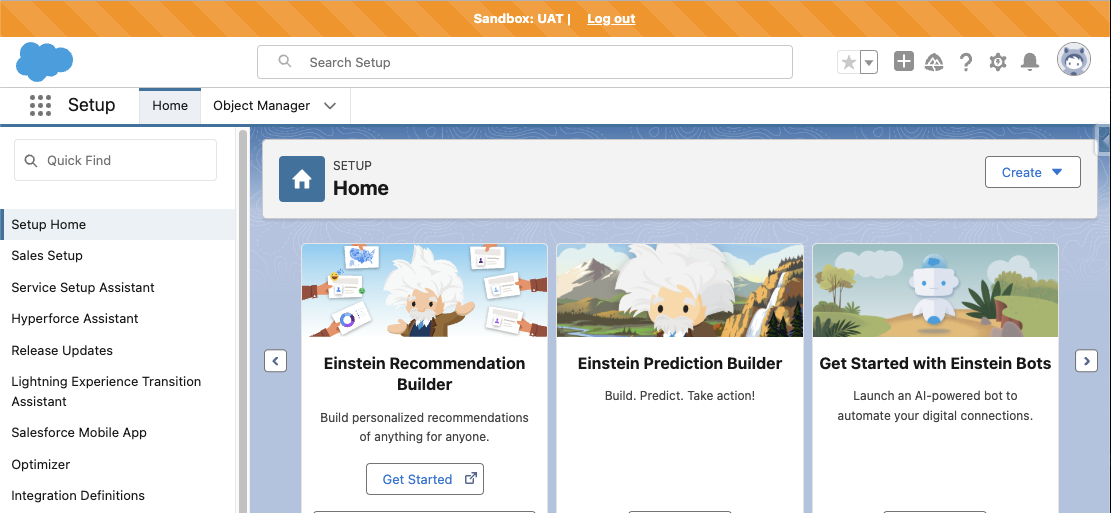 Sandbox: UAT | Log out
Search Setup
Setup
Home
Object Manager
Quick Find
SETUP
Home
Create
Setup Home
Sales Setup
Service Setup Assistant
Hyperforce Assistant
Release Updates
Lightning Experience Transition
Assistant
Salesforce Mobile App
Optimizer
Integration Definitions
Einstein Recommendation
Builder
Build personalized recommendations
of anything for anyone.
Get Started
Einstein Prediction Builder
Build. Predict. Take action!
Get Started with Einstein Bots
Launch an AI-powered bot to
automate your digital connections.